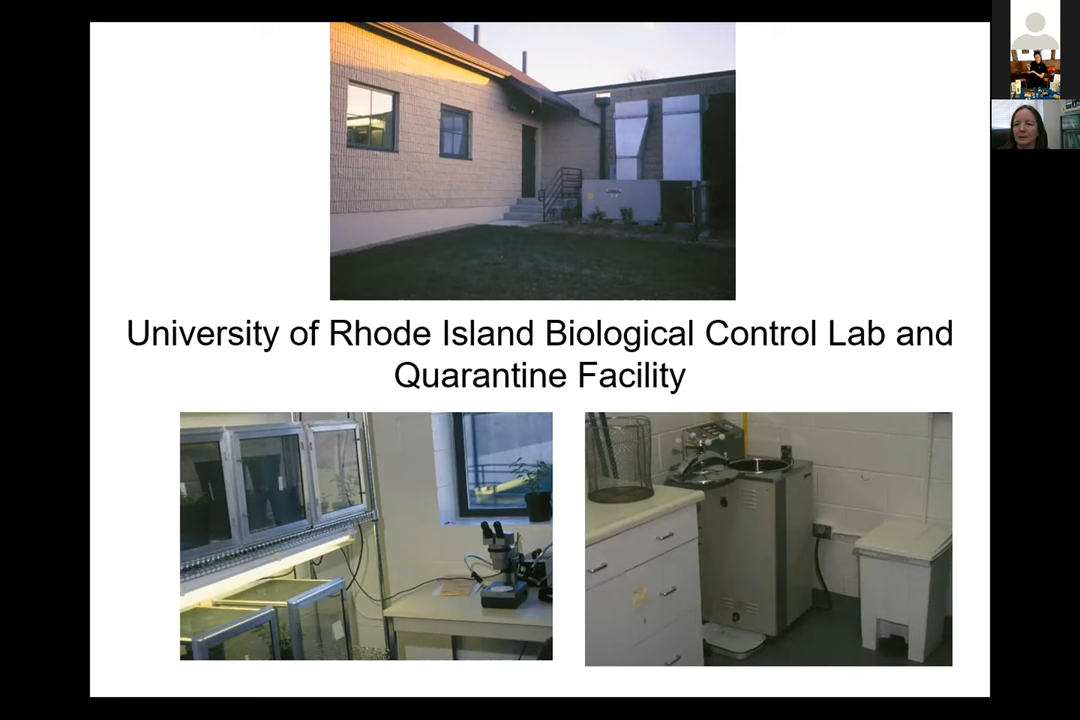 University of Rhode Island Biological Control Lab and
Quarantine Facility